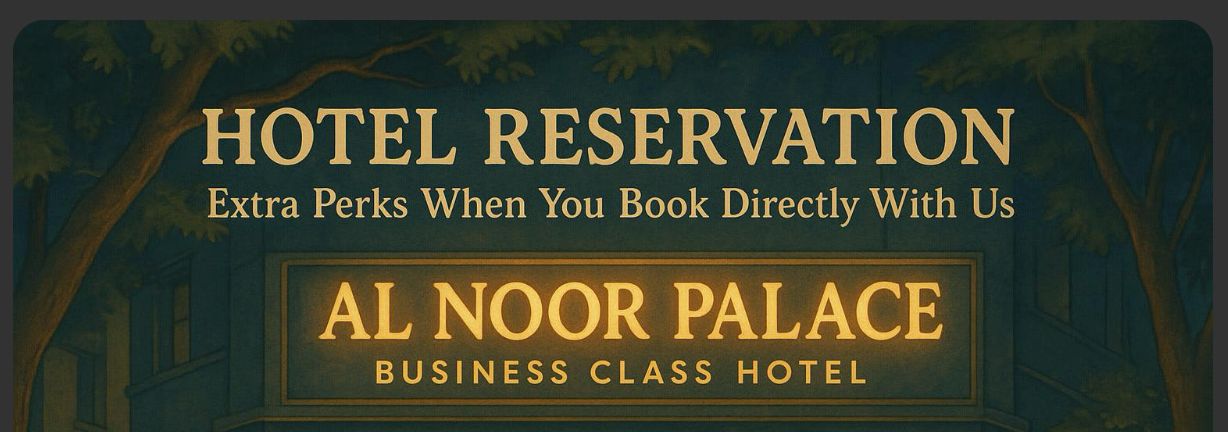 HOTEL RESERVATION
Extra Perks When You Book Directly With Us
AL NOOR PALACE
BUSINESS CLASS HOTEL